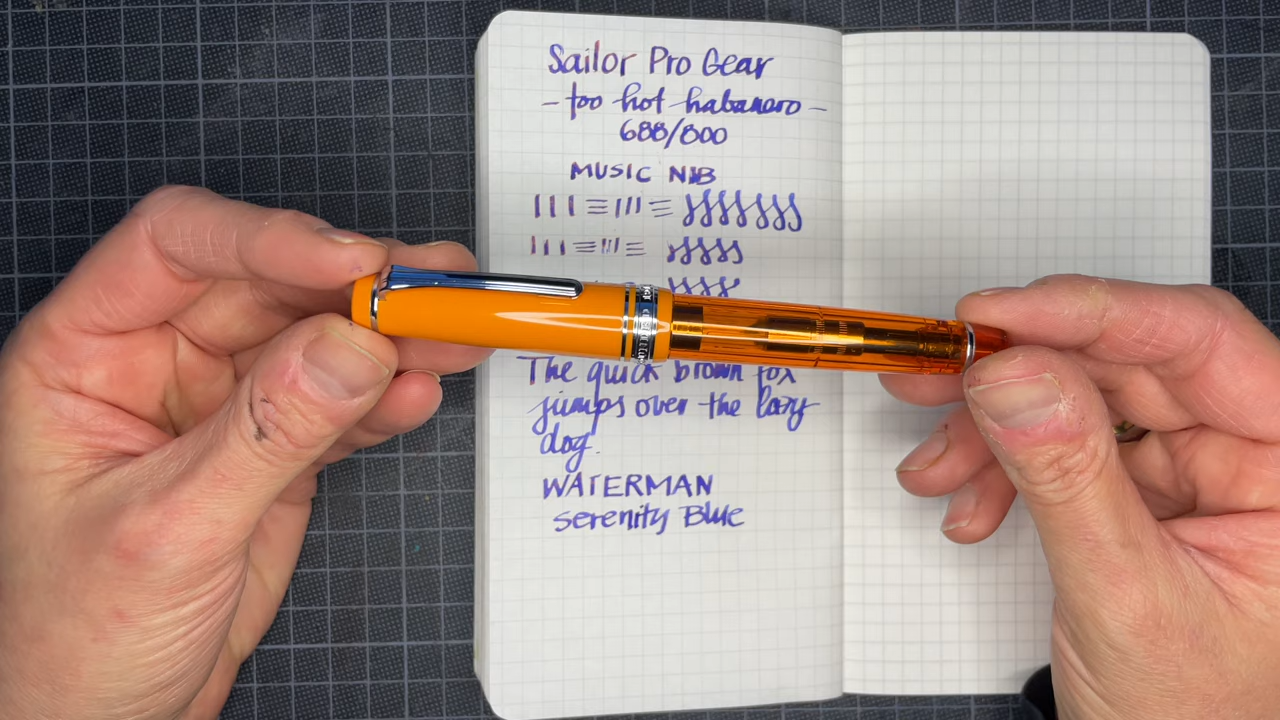 Sailor Pro Gear
- too hot habanero -
688/800
MUSIC NIB
The quick brown fox
jumps over the lazy
dog.
WATERMAN
Serenity Blue